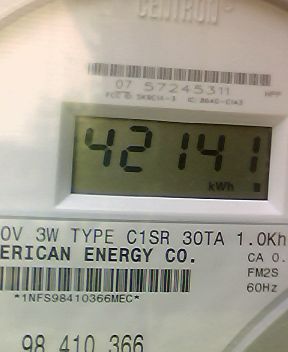 CENTRON
07 57245311
42141
kWh
0V 3W TYPE C1SR 30TA 1.0Kh
ERICAN ENERGY CO.
CA 0.
FM2S
60Hz
*1NFS98410366MEC*
98 410 366